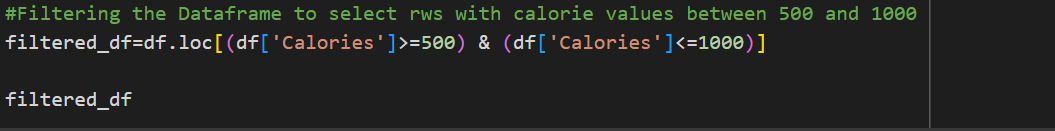 #Filtering the Dataframe to select rws with calorie values between 500 and 1000
filtered_df=df.loc[(df['Calories']>=500) & (df['Calories']<=1000)]
filtered_df